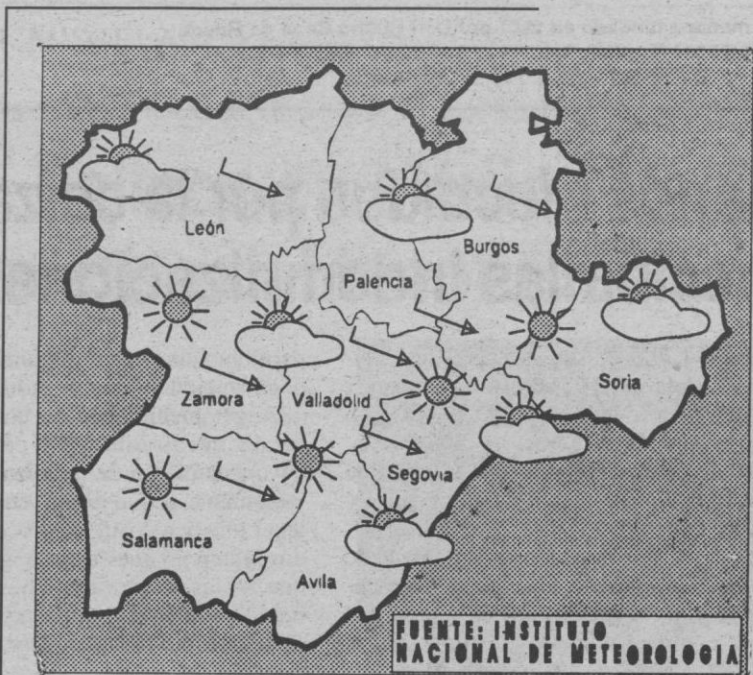 León
Burgos
Palencia
Soria
Zamora
Valladolid
Segovia
Salamanca
Avila
FUENTE: INSTITUTO
NACIONAL DE METEOROLOGIA